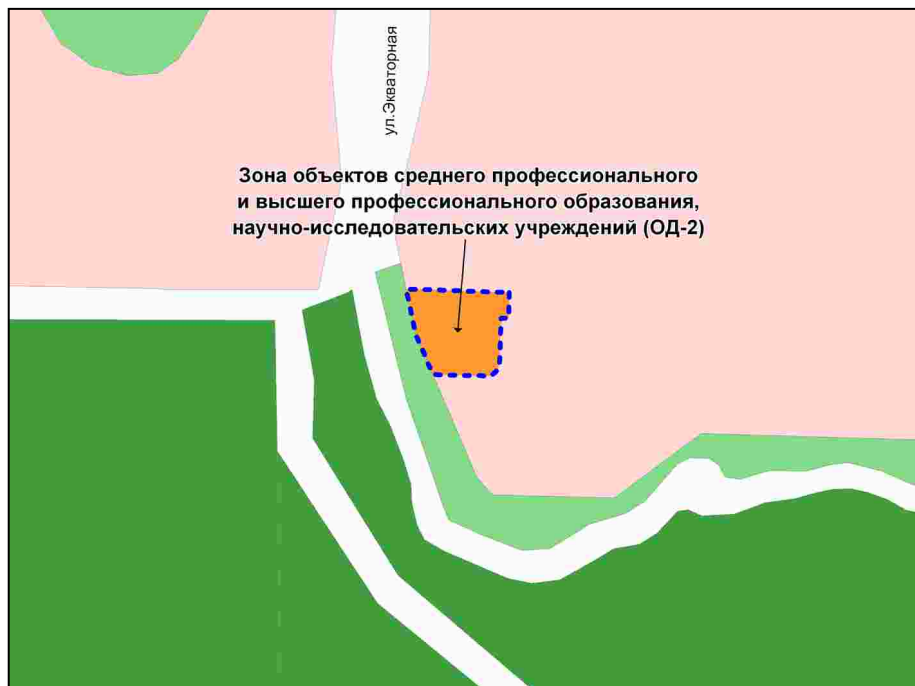 ул.Экваторная
Зона объектов среднего профессионального
и высшего профессионального образования,
научно-исследовательских учреждений (ОД-2)